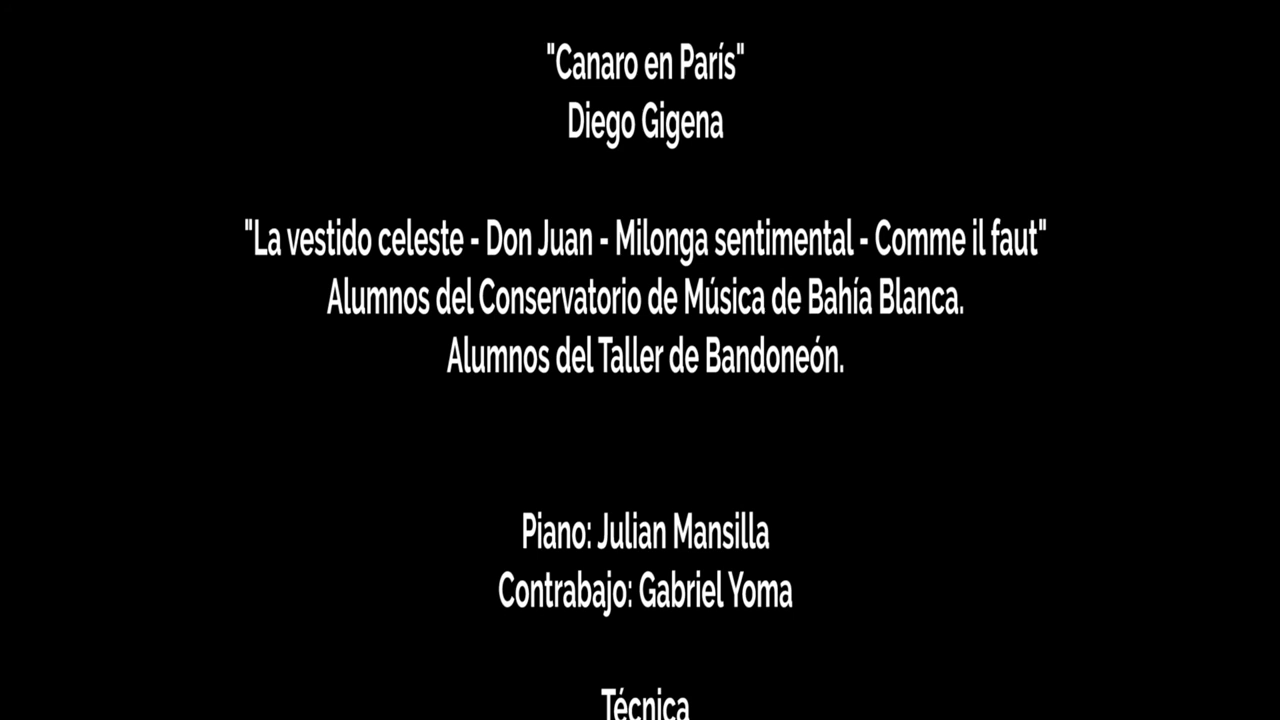 "Canaro en París"
Diego Gigena
"La vestido celeste - Don Juan - Milonga sentimental - Comme il faut"
Alumnos del Conservatorio de Música de Bahía Blanca.
Alumnos del Taller de Bandoneón.
Piano: Julian Mansilla
Contrabajo: Gabriel Yoma
Técnica